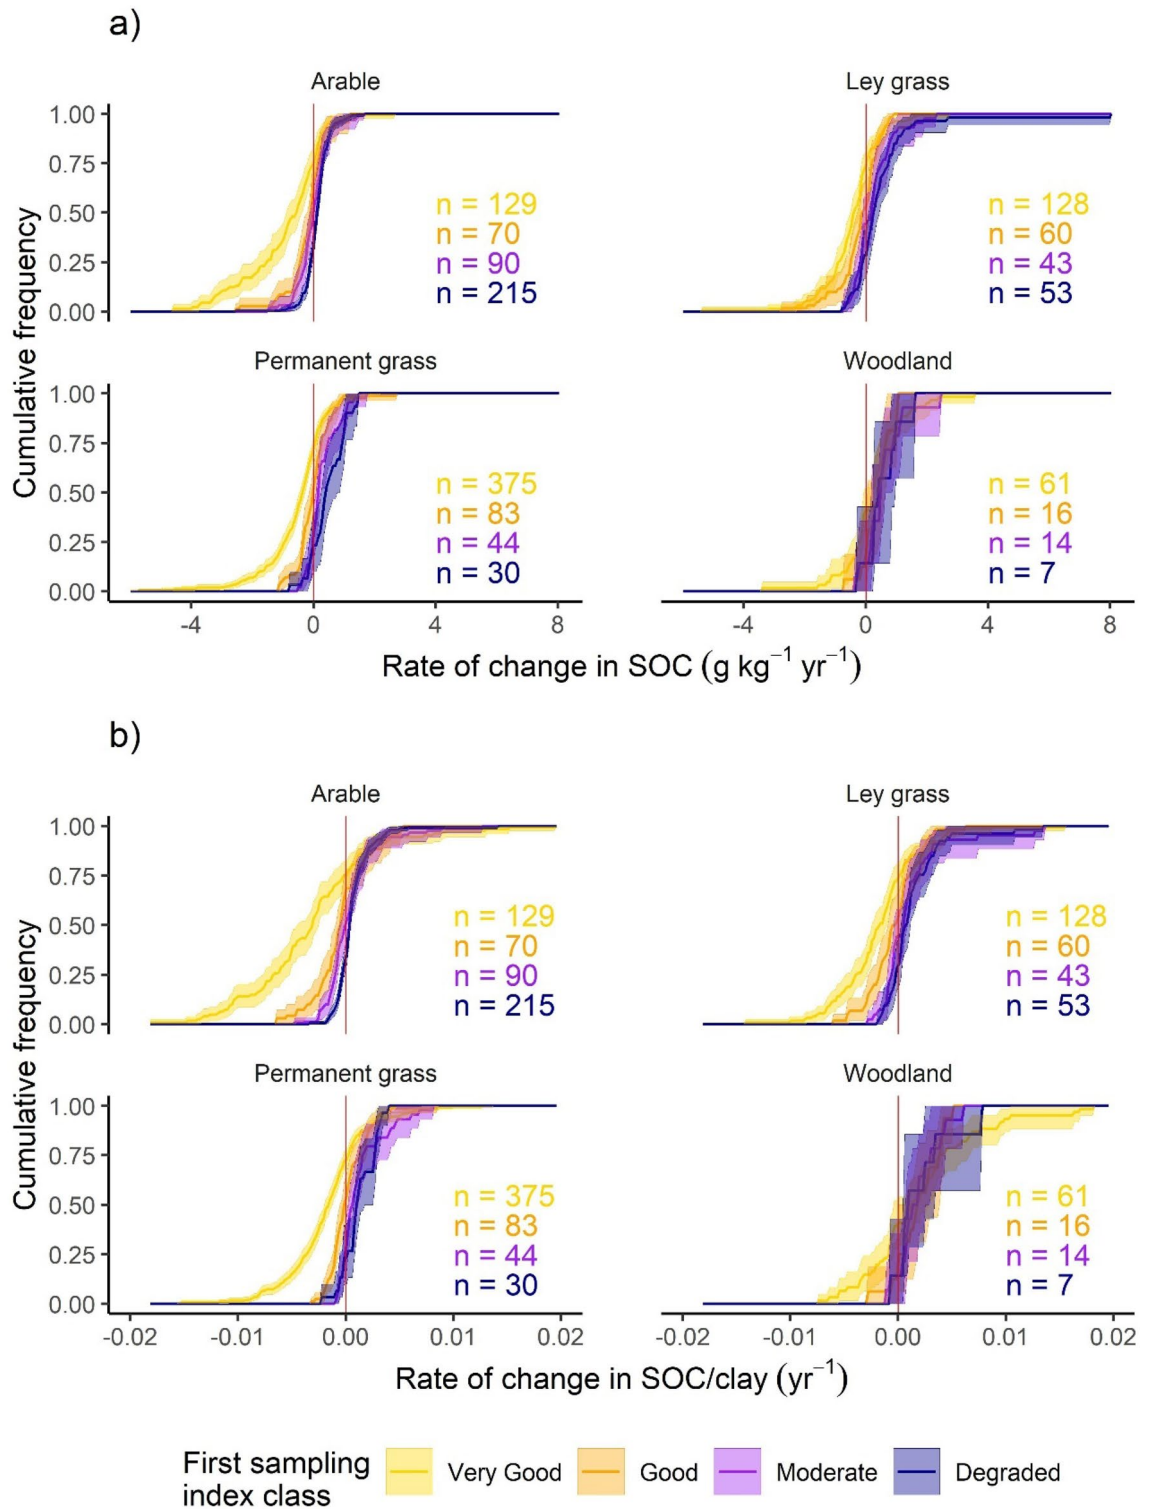 a)
Arable
Ley grass
1.00
0.75
0.50
0.25
0.00
n = 129
n = 70
n = 90
n = 215
n = 128
n = 60
n = 43
n = 53
Permanent grass
Woodland
1.00
0.75
0.50
0.25
0.00
n = 375
n = 83
n = 44
n = 30
n = 61
n = 16
n = 14
n = 7
Cumulative frequency
-4 0 4 8
-4 0 4 8
Rate of change in SOC (g kg⁻¹ yr⁻¹)
b)
Arable
Ley grass
1.00
0.75
0.50
0.25
0.00
n = 129
n = 70
n = 90
n = 215
n = 128
n = 60
n = 43
n = 53
Permanent grass
Woodland
1.00
0.75
0.50
0.25
0.00
n = 375
n = 83
n = 44
n = 30
n = 61
n = 16
n = 14
n = 7
Cumulative frequency
-0.02 -0.01 0.00 0.01 0.02
-0.02 -0.01 0.00 0.01 0.02
Rate of change in SOC/clay (yr⁻¹)
First sampling
index class
Very Good Good Moderate Degraded